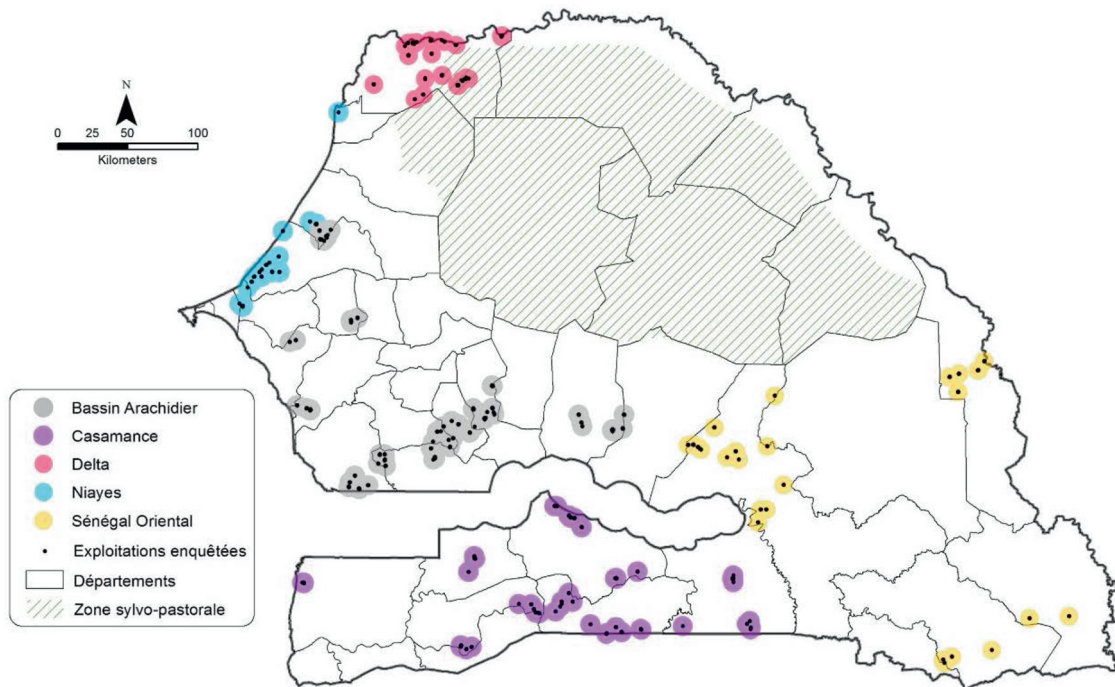 N
0 25 50 100
Kilometers
Bassin Arachidier
Casamance
Delta
Niayes
Sénégal Oriental
Exploitations enquêtées
Départements
Zone sylvo-pastorale